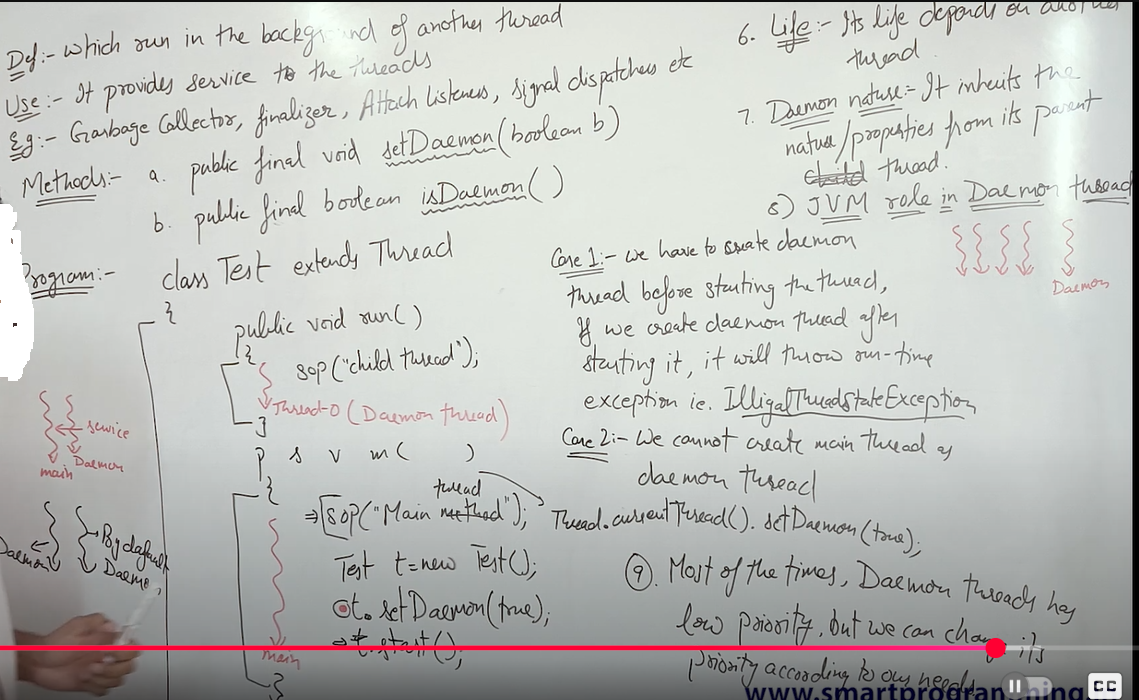 Def:- which run in the background of another thread
Use:- It provides service to the threads
Eg:- Garbage Collector, finalizer, Attach Listeners, signal dispatchers etc
Methods:- a. public final void setDaemon(boolean b)
b. public final boolean isDaemon()
Program:- class Test extends Thread
{
public void run()
{
sop("child thread");
Thread-0 (Daemon thread)
}
p s v m( )
{
thread
⇒ sop("Main method");
Test t=new Test();
t.setDaemon(true);
⇒ t.start();
main
}
service
Daemon
main
Daemon
By default
Daemon
6. Life:- Its life depends on another
thread
7. Daemon nature:- It inherits the
nature/properties from its parent
thread.
8) JVM role in Daemon thread
Daemon
Case 1:- we have to create daemon
thread before starting the thread,
If we create daemon thread after
starting it, it will throw run-time
exception ie. IlligalThreadStateException
Case 2:- We cannot create main thread as
daemon thread
Thread.currentThread().setDaemon(true);
9. Most of the times, Daemon threads has
low priority, but we can change its
priority according to our needs
www.smartprogramming.
CC